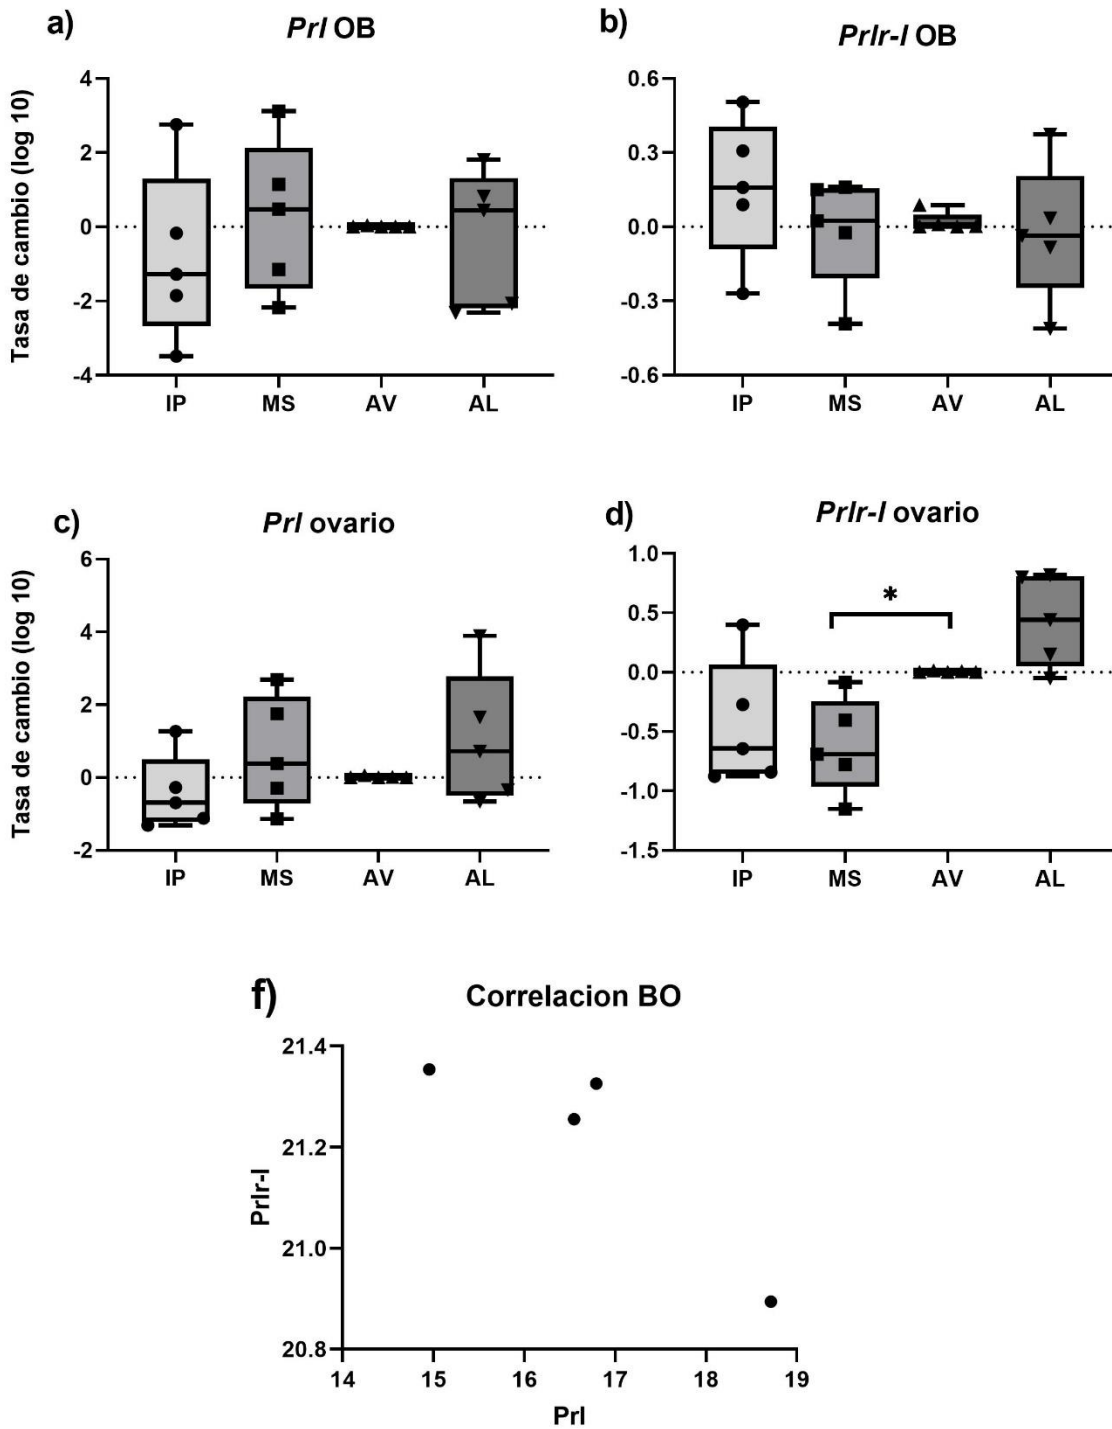 a)
Prl OB
Tasa de cambio (log 10)
4
2
0
-2
-4
IP MS AV AL
b)
Prlr-l OB
0.6
0.3
0.0
-0.3
-0.6
IP MS AV AL
c)
Prl ovario
Tasa de cambio (log 10)
6
4
2
0
-2
IP MS AV AL
d)
Prlr-l ovario
1.0
0.5
0.0
-0.5
-1.0
-1.5
*
IP MS AV AL
f)
Correlacion BO
Prlr-l
21.4
21.2
21.0
20.8
14 15 16 17 18 19
Prl